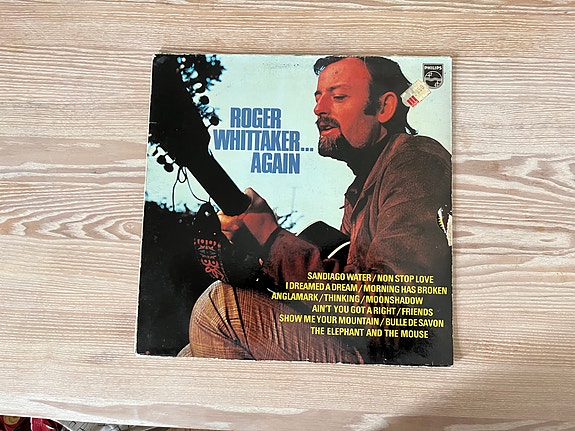 PHILIPS
ROGER
WHITTAKER...
AGAIN
SANDIAGO WATER/NON STOP LOVE
I DREAMED A DREAM/MORNING HAS BROKEN
ANGLAMARK/THINKING/MOONSHADOW
AIN'T YOU GOT A RIGHT/FRIENDS
SHOW ME YOUR MOUNTAIN/BULLE DE SAVON
THE ELEPHANT AND THE MOUSE